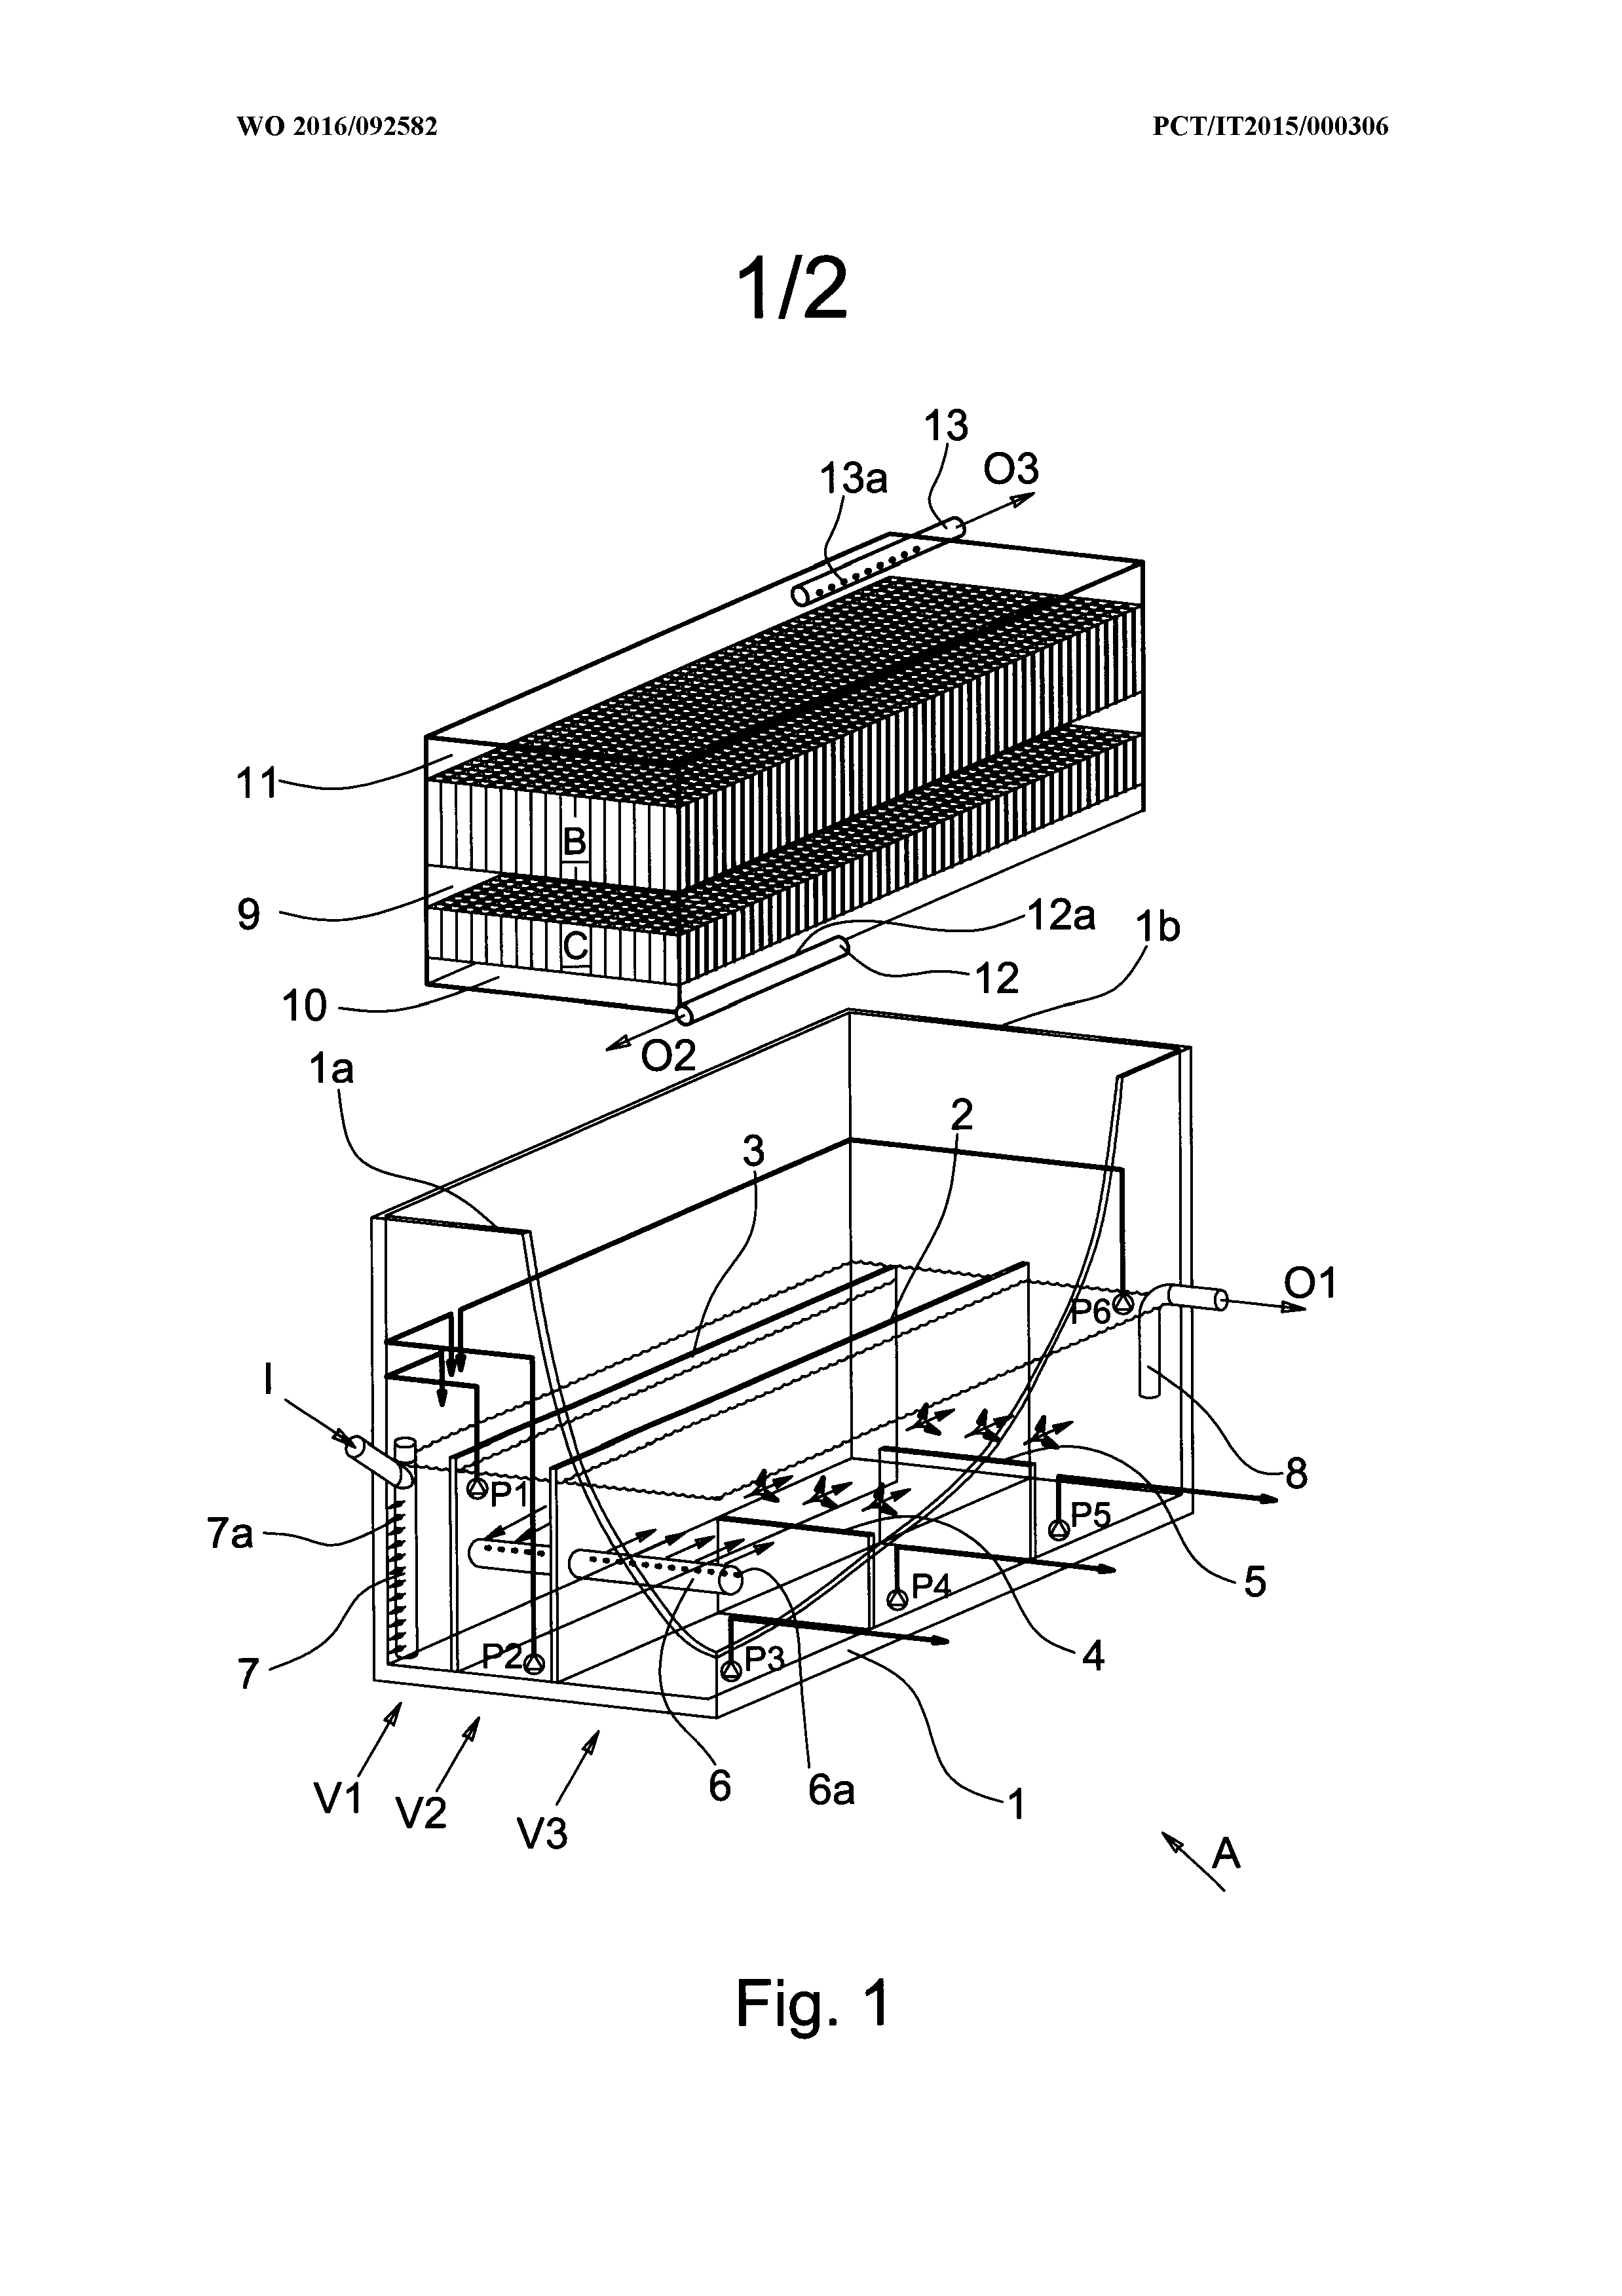 WO 2016/092582 PCT/IT2015/000306
1/2
13
O3
13a
11
B
9
C
12a
1b
12
10
O2
1a
2
3
O1
P6
I
8
P1
7a
P5
5
P4
P2
P3
4
7
6
6a
1
V1
V2
V3
A
Fig. 1